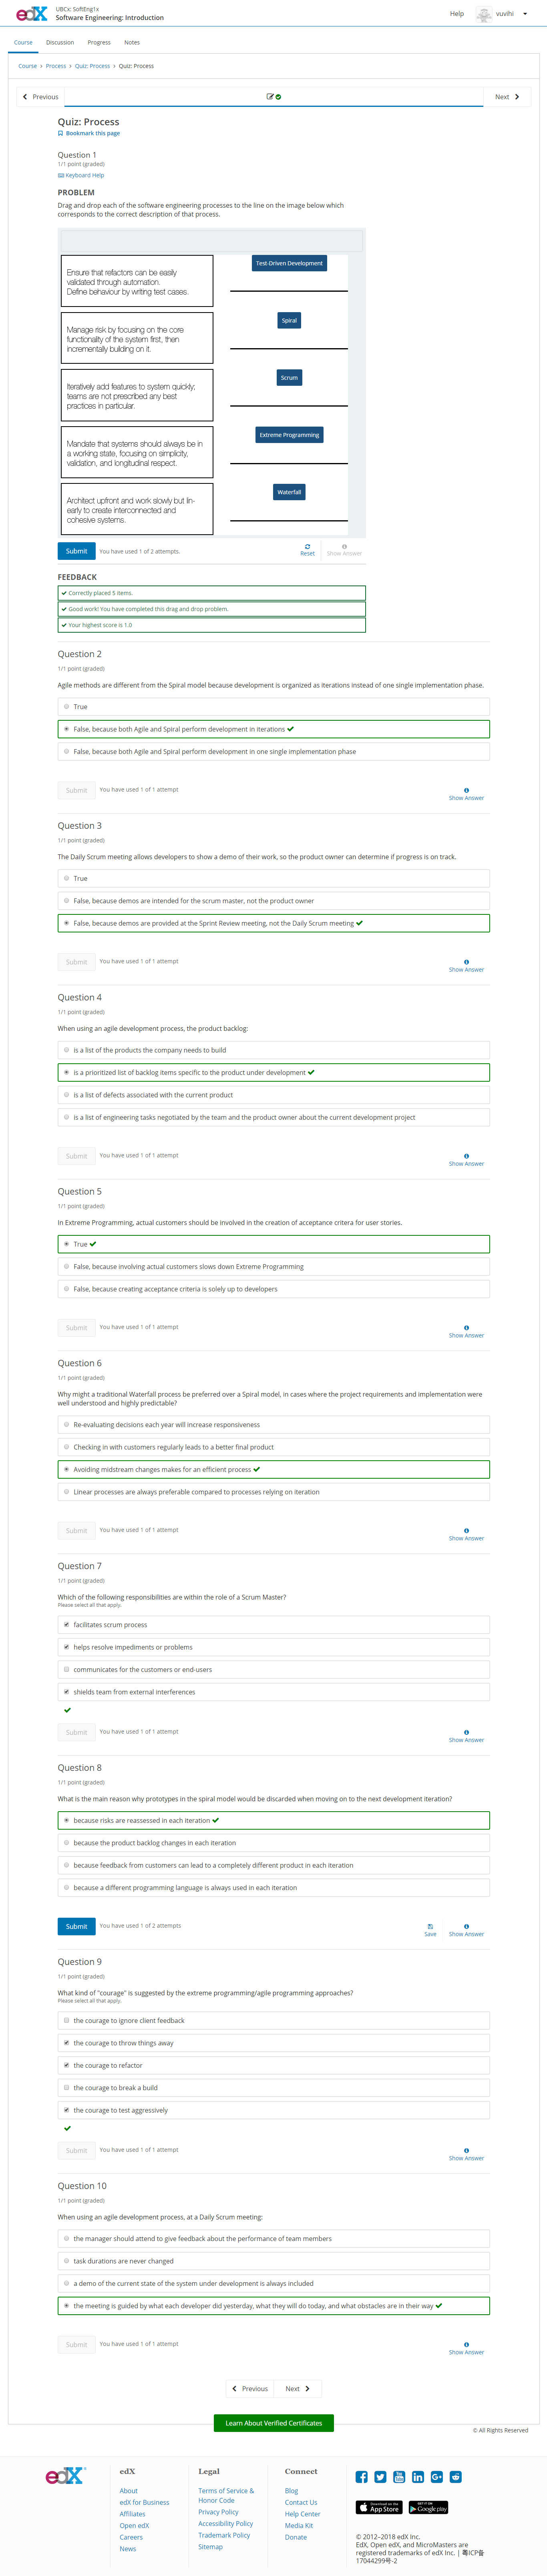 edX
UBCx: SoftEng1x
Software Engineering: Introduction
Help
vuvihi
Course
Discussion
Progress
Notes
Course > Process > Quiz: Process > Quiz: Process
Previous
Next
Quiz: Process
Bookmark this page
Question 1
1/1 point (graded)
Keyboard Help
PROBLEM
Drag and drop each of the software engineering processes to the line on the image below which
corresponds to the correct description of that process.
Ensure that refactors can be easily
validated through automation.
Define behaviour by writing test cases.
Test-Driven Development
Manage risk by focusing on the core
functionality of the system first, then
incrementally building on it.
Spiral
Iteratively add features to system quickly;
teams are not prescribed any best
practices in particular.
Scrum
Mandate that systems should always be in
a working state, focusing on simplicity,
validation, and longitudinal respect.
Extreme Programming
Architect upfront and work slowly but lin-
early to create interconnected and
cohesive systems.
Waterfall
Submit
You have used 1 of 2 attempts.
Reset
Show Answer
FEEDBACK
Correctly placed 5 items.
Good work! You have completed this drag and drop problem.
Your highest score is 1.0
Question 2
1/1 point (graded)
Agile methods are different from the Spiral model because development is organized as iterations instead of one single implementation phase.
True
False, because both Agile and Spiral perform development in iterations
False, because both Agile and Spiral perform development in one single implementation phase
Submit
You have used 1 of 1 attempt
Show Answer
Question 3
1/1 point (graded)
The Daily Scrum meeting allows developers to show a demo of their work, so the product owner can determine if progress is on track.
True
False, because demos are intended for the scrum master, not the product owner
False, because demos are provided at the Sprint Review meeting, not the Daily Scrum meeting
Submit
You have used 1 of 1 attempt
Show Answer
Question 4
1/1 point (graded)
When using an agile development process, the product backlog:
is a list of the products the company needs to build
is a prioritized list of backlog items specific to the product under development
is a list of defects associated with the current product
is a list of engineering tasks negotiated by the team and the product owner about the current development project
Submit
You have used 1 of 1 attempt
Show Answer
Question 5
1/1 point (graded)
In Extreme Programming, actual customers should be involved in the creation of acceptance critera for user stories.
True
False, because involving actual customers slows down Extreme Programming
False, because creating acceptance criteria is solely up to developers
Submit
You have used 1 of 1 attempt
Show Answer
Question 6
1/1 point (graded)
Why might a traditional Waterfall process be preferred over a Spiral model, in cases where the project requirements and implementation were
well understood and highly predictable?
Re-evaluating decisions each year will increase responsiveness
Checking in with customers regularly leads to a better final product
Avoiding midstream changes makes for an efficient process
Linear processes are always preferable compared to processes relying on iteration
Submit
You have used 1 of 1 attempt
Show Answer
Question 7
1/1 point (graded)
Which of the following responsibilities are within the role of a Scrum Master?
Please select all that apply.
facilitates scrum process
helps resolve impediments or problems
communicates for the customers or end-users
shields team from external interferences
Submit
You have used 1 of 1 attempt
Show Answer
Question 8
1/1 point (graded)
What is the main reason why prototypes in the spiral model would be discarded when moving on to the next development iteration?
because risks are reassessed in each iteration
because the product backlog changes in each iteration
because feedback from customers can lead to a completely different product in each iteration
because a different programming language is always used in each iteration
Submit
You have used 1 of 2 attempts
Save
Show Answer
Question 9
1/1 point (graded)
What kind of "courage" is suggested by the extreme programming/agile programming approaches?
Please select all that apply.
the courage to ignore client feedback
the courage to throw things away
the courage to refactor
the courage to break a build
the courage to test aggressively
Submit
You have used 1 of 1 attempt
Show Answer
Question 10
1/1 point (graded)
When using an agile development process, at a Daily Scrum meeting:
the manager should attend to give feedback about the performance of team members
task durations are never changed
a demo of the current state of the system under development is always included
the meeting is guided by what each developer did yesterday, what they will do today, and what obstacles are in their way
Submit
You have used 1 of 1 attempt
Show Answer
Previous
Next
Learn About Verified Certificates
© All Rights Reserved
edX
edX
About
edX for Business
Affiliates
Open edX
Careers
News
Legal
Terms of Service &
Honor Code
Privacy Policy
Accessibility Policy
Trademark Policy
Sitemap
Connect
Blog
Contact Us
Help Center
Media Kit
Donate
Download on the
App Store
GET IT ON
Google play
© 2012–2018 edX Inc.
EdX, Open edX, and MicroMasters are
registered trademarks of edX Inc. | 粤ICP备
17044299号-2